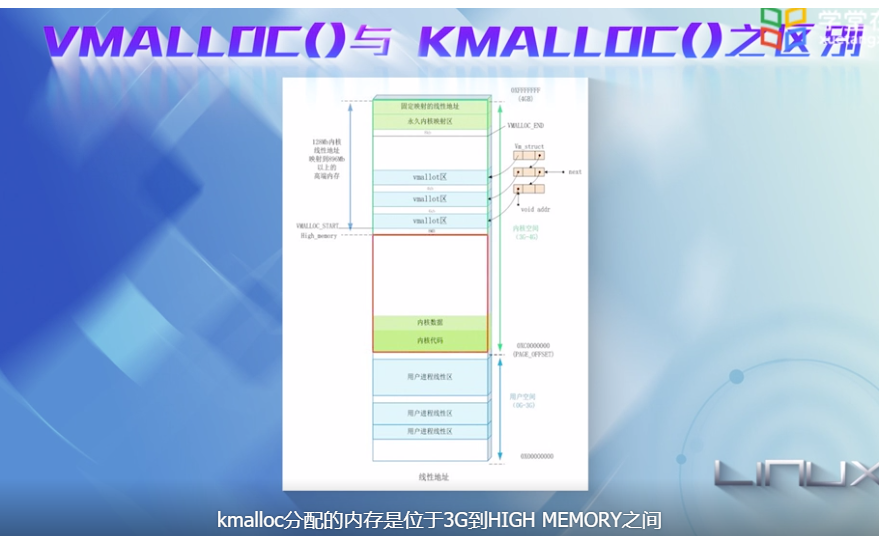 VMALLOC()与 KMALLOC()之区别
学堂在
0XFFFFFFFF
(4GB)
固定映射的线性地址
永久内核映射区
VMALLOC_END
128Mb内核
线性地址
映射到896Mb
以上的
高端内存
Vm_struct
vmallot区
next
vmallot区
void addr
vmallot区
VMALLOC_START
High_memory
内核空间
(3G-4G)
内核数据
内核代码
0XC0000000
(PAGE_OFFSET)
用户进程线性区
用户空间
(0G-3G)
用户进程线性区
用户进程线性区
0X00000000
线性地址
LINUX
kmalloc分配的内存是位于3G到HIGH MEMORY之间